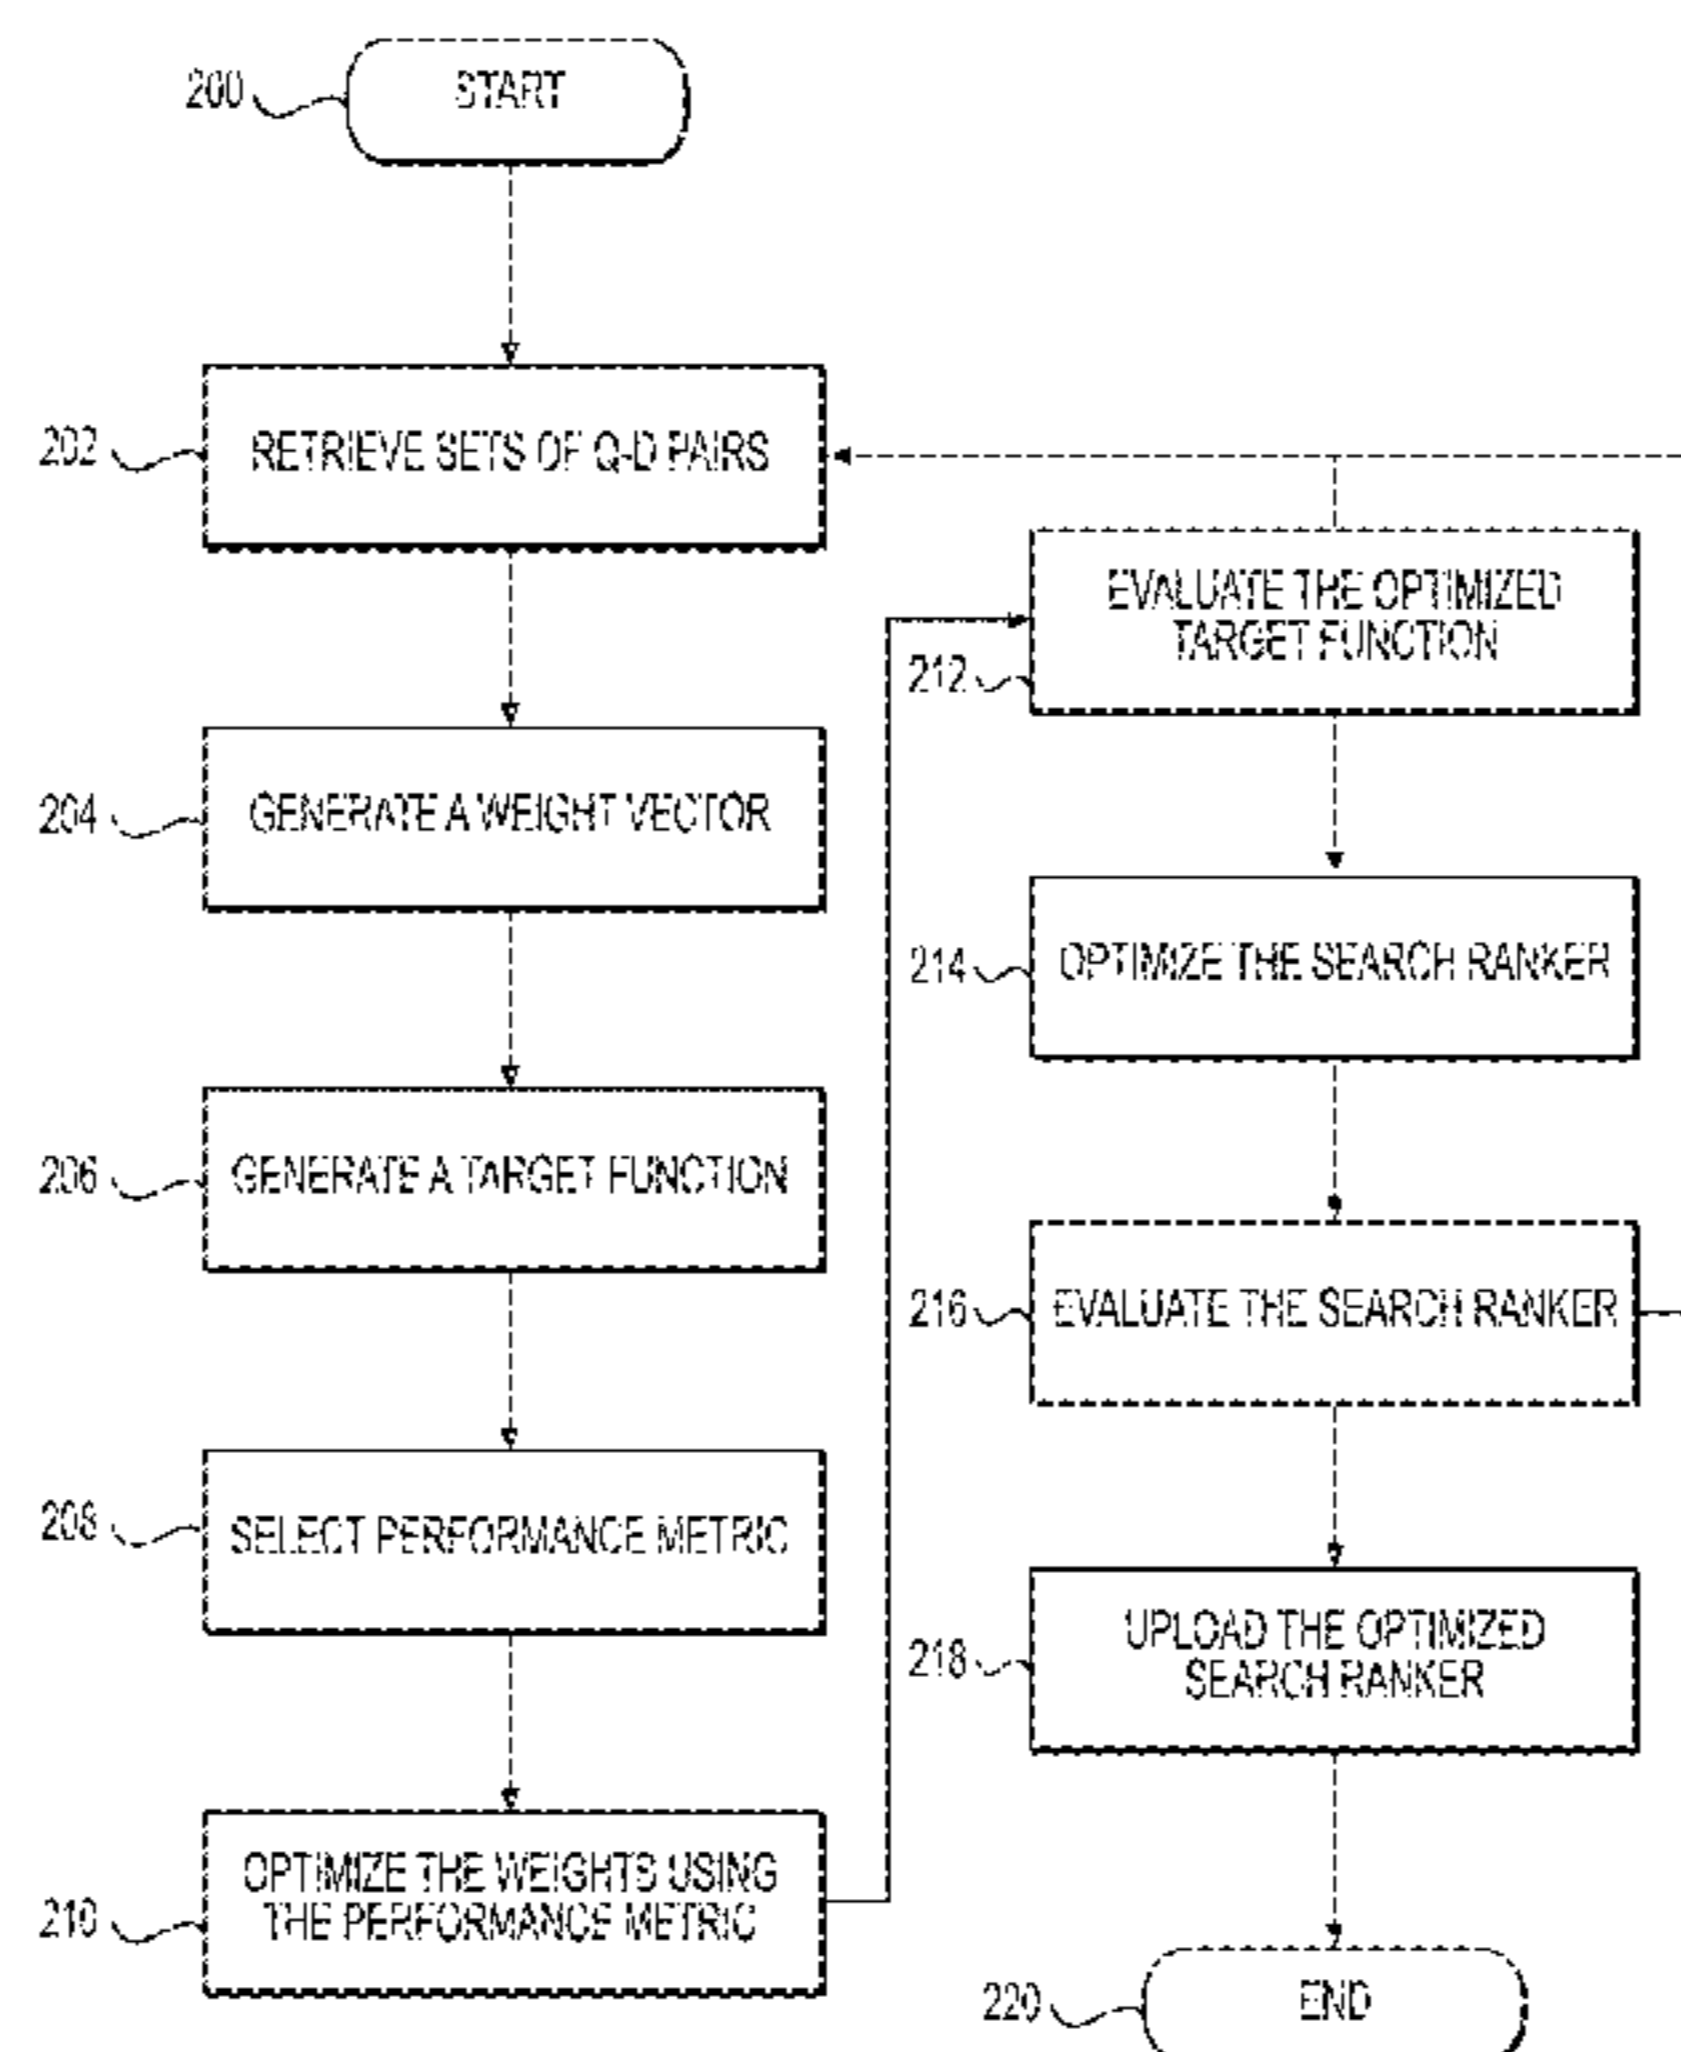 200
START
202
RETRIEVE SETS OF Q-D PAIRS
204
GENERATE A WEIGHT VECTOR
206
GENERATE A TARGET FUNCTION
208
SELECT PERFORMANCE METRIC
210
OPTIMIZE THE WEIGHTS USING
THE PERFORMANCE METRIC
212
EVALUATE THE OPTIMIZED
TARGET FUNCTION
214
OPTIMIZE THE SEARCH RANKER
216
EVALUATE THE SEARCH RANKER
218
UPLOAD THE OPTIMIZED
SEARCH RANKER
220
END